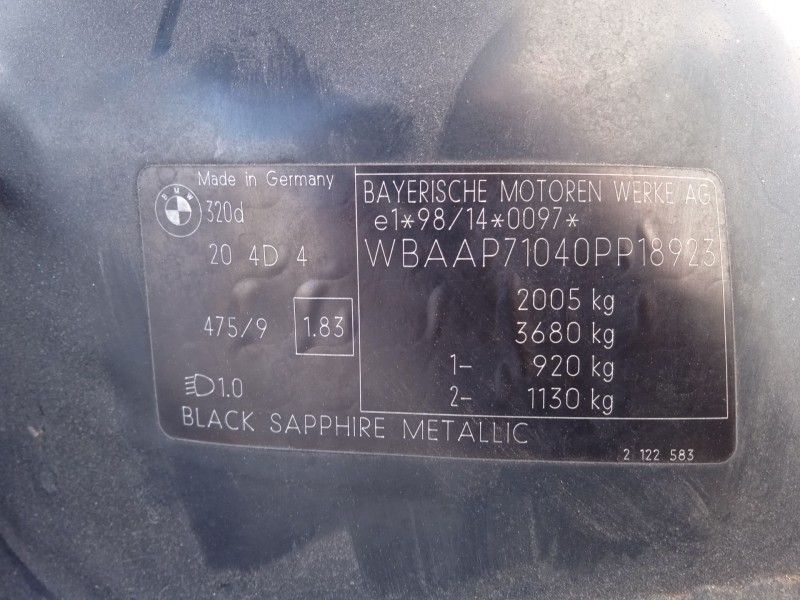 Made in Germany
BMW
320d
20 4D 4
475/9 1.83
1.0
BLACK SAPPHIRE METALLIC
BAYERISCHE MOTOREN WERKE AG
e1*98/14*0097*
WBAAP71040PP18923
2005 kg
3680 kg
1- 920 kg
2- 1130 kg
2 122 583